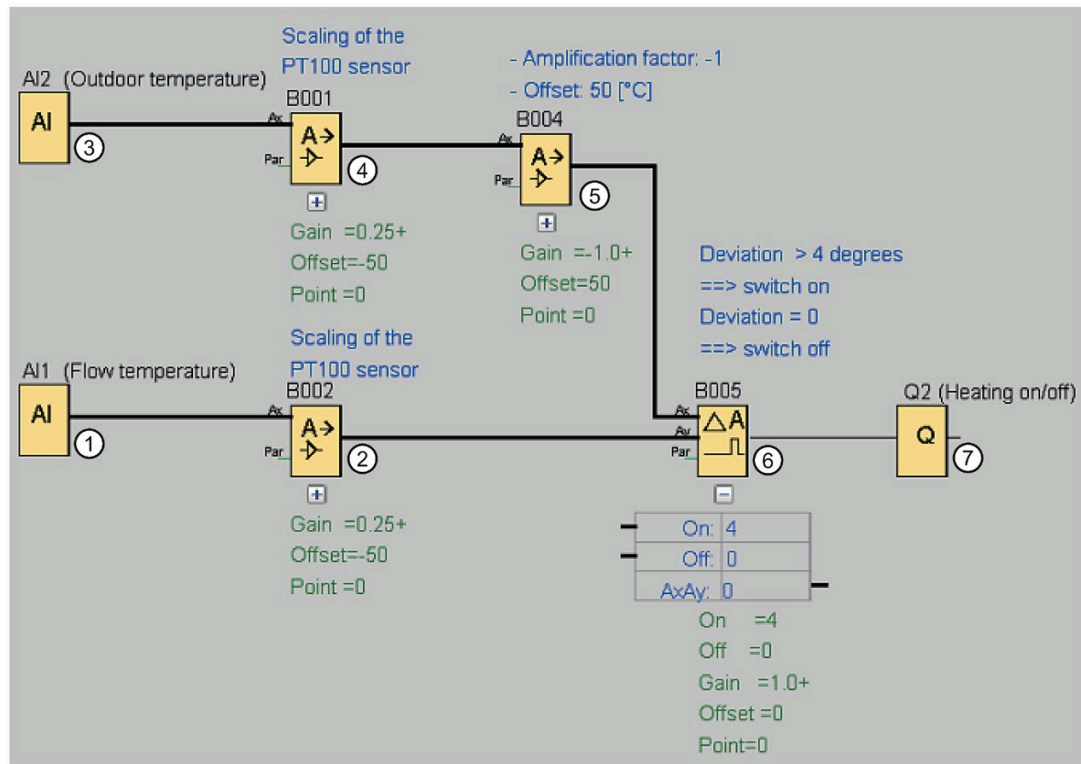 Scaling of the
PT100 sensor
- Amplification factor: -1
- Offset: 50 [°C]
AI2 (Outdoor temperature)
B001
B004
AI
Ax
A→
Par
3
4
Ax
A→
Par
5
Gain =0.25+
Offset=-50
Point =0
Gain =-1.0+
Offset=50
Point =0
Deviation > 4 degrees
==> switch on
Deviation = 0
==> switch off
Scaling of the
PT100 sensor
AI1 (Flow temperature)
B002
B005
Q2 (Heating on/off)
AI
Ax
A→
Par
1
2
Ax
Ay
Par
△A
6
Q
7
Gain =0.25+
Offset=-50
Point =0
On: 4
Off: 0
AxAy: 0
On =4
Off =0
Gain =1.0+
Offset =0
Point=0